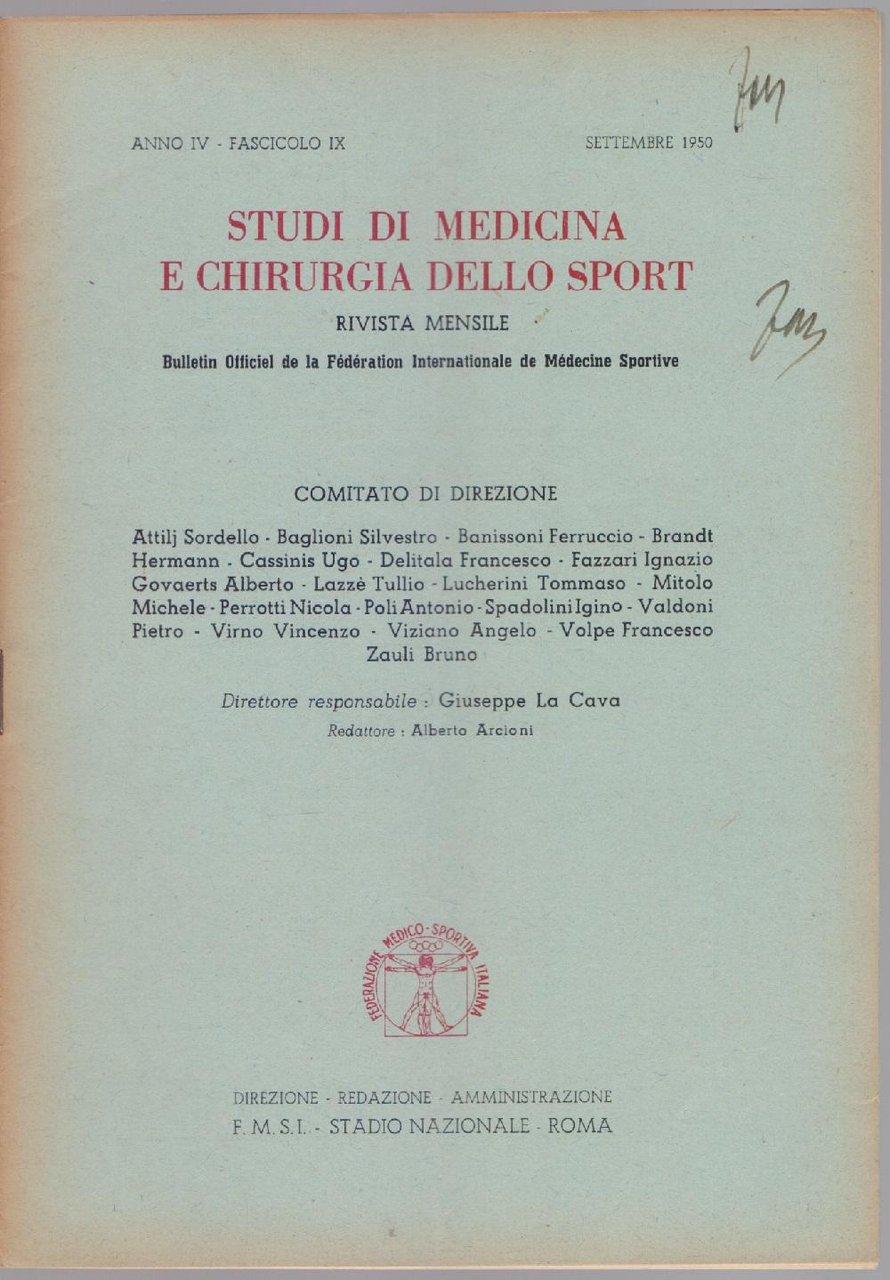 ANNO IV - FASCICOLO IX
SETTEMBRE 1950
STUDI DI MEDICINA
E CHIRURGIA DELLO SPORT
RIVISTA MENSILE
Bulletin Officiel de la Fédération Internationale de Médecine Sportive
COMITATO DI DIREZIONE
Attilj Sordello - Baglioni Silvestro - Banissoni Ferruccio - Brandt
Hermann - Cassinis Ugo - Delitala Francesco - Fazzari Ignazio
Govaerts Alberto - Lazzè Tullio - Lucherini Tommaso - Mitolo
Michele - Perrotti Nicola - Poli Antonio - Spadolini Igino - Valdoni
Pietro - Virno Vincenzo - Viziano Angelo - Volpe Francesco
Zauli Bruno
Direttore responsabile : Giuseppe La Cava
Redattore : Alberto Arcioni
FEDERAZIONE MEDICO-SPORTIVA ITALIANA
DIREZIONE - REDAZIONE - AMMINISTRAZIONE
F. M. S. I. - STADIO NAZIONALE - ROMA